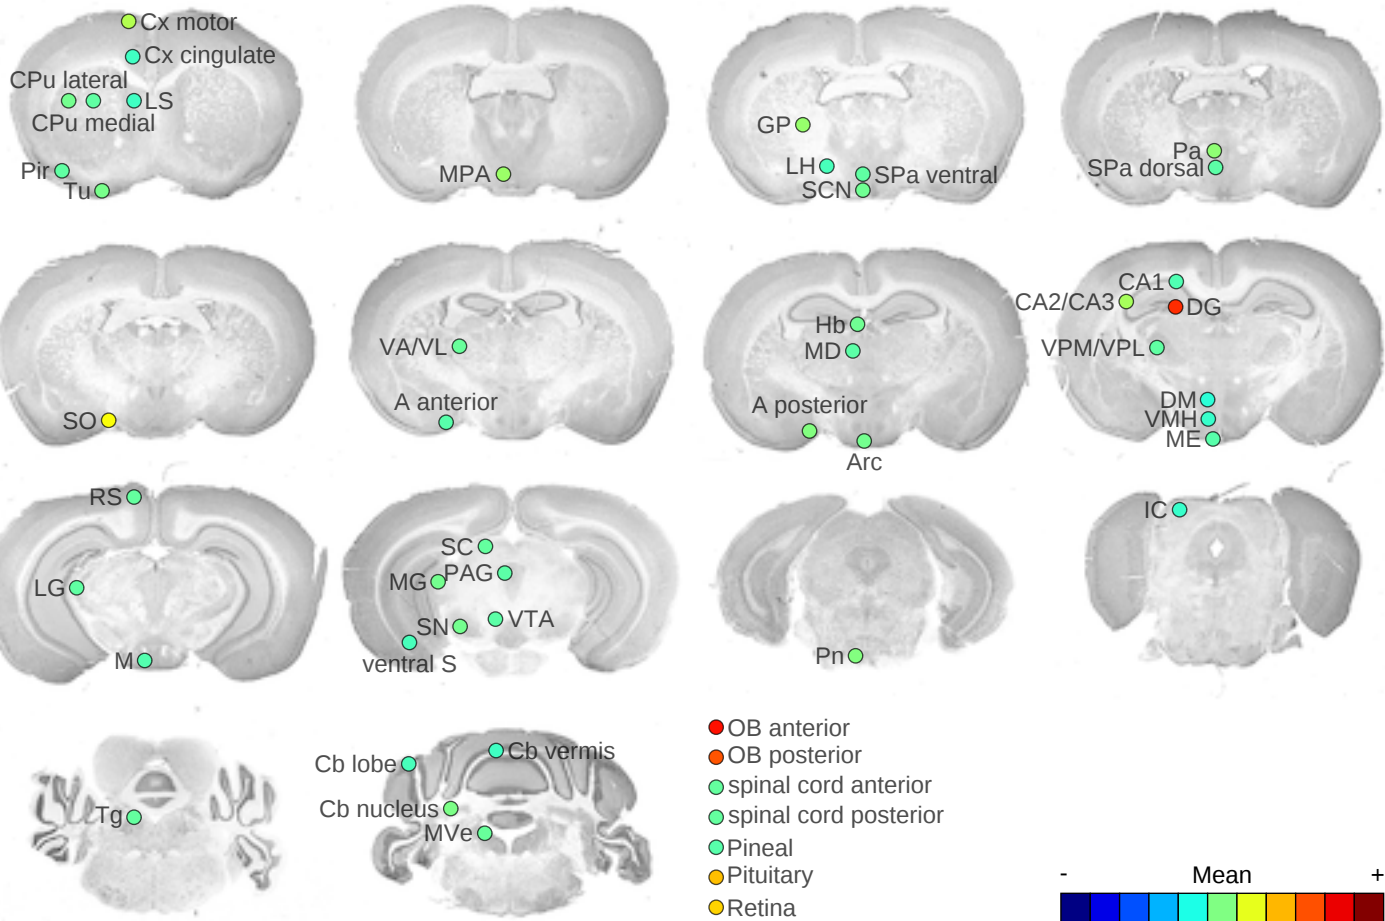 Cx motor
Cx cingulate
CPu lateral
LS
CPu medial
Pir
Tu
MPA
GP
LH
SPa ventral
SCN
Pa
SPa dorsal
SO
VA/VL
A anterior
Hb
MD
A posterior
Arc
CA1
CA2/CA3
DG
VPM/VPL
DM
VMH
ME
RS
LG
M
SC
MG
PAG
SN
VTA
ventral S
Pn
IC
Tg
Cb lobe
Cb vermis
Cb nucleus
MVe
OB anterior
OB posterior
spinal cord anterior
spinal cord posterior
Pineal
Pituitary
Retina
- Mean +